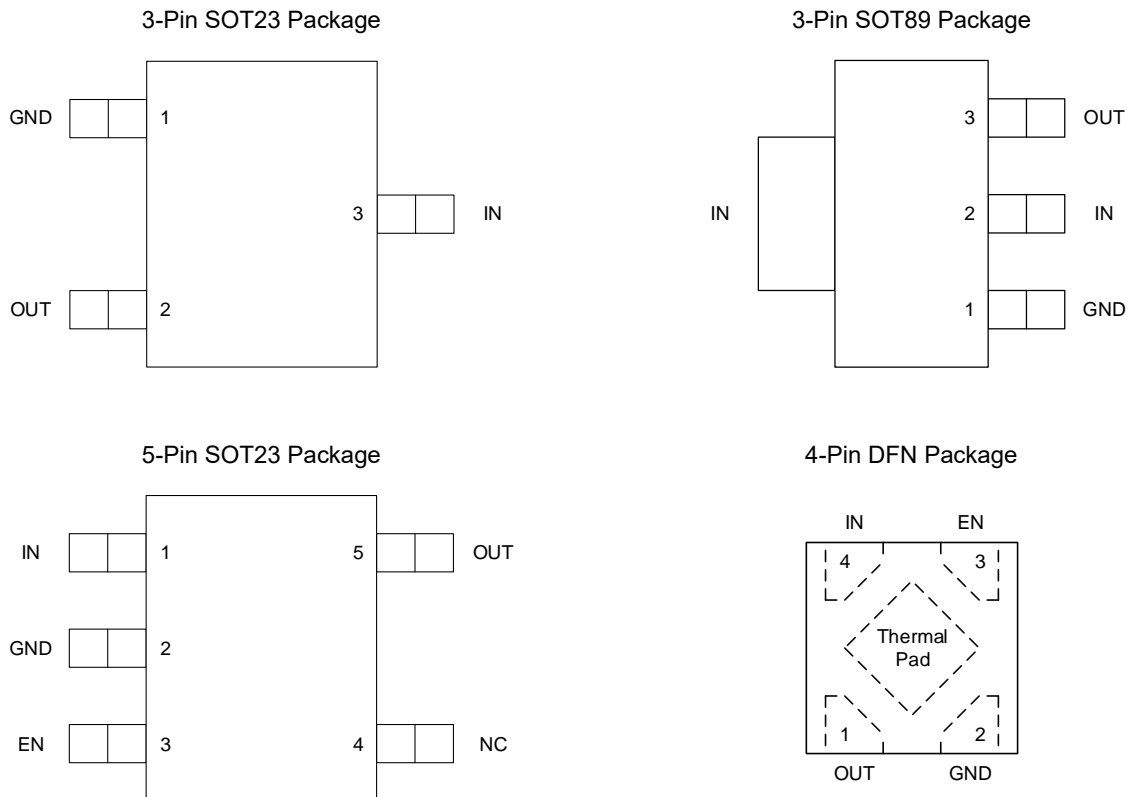 3-Pin SOT23 Package
GND
1
3
IN
OUT
2
3-Pin SOT89 Package
3
OUT
IN
2
IN
1
GND
5-Pin SOT23 Package
IN
1
5
OUT
GND
2
EN
3
4
NC
4-Pin DFN Package
IN
EN
4
3
Thermal
Pad
1
2
OUT
GND